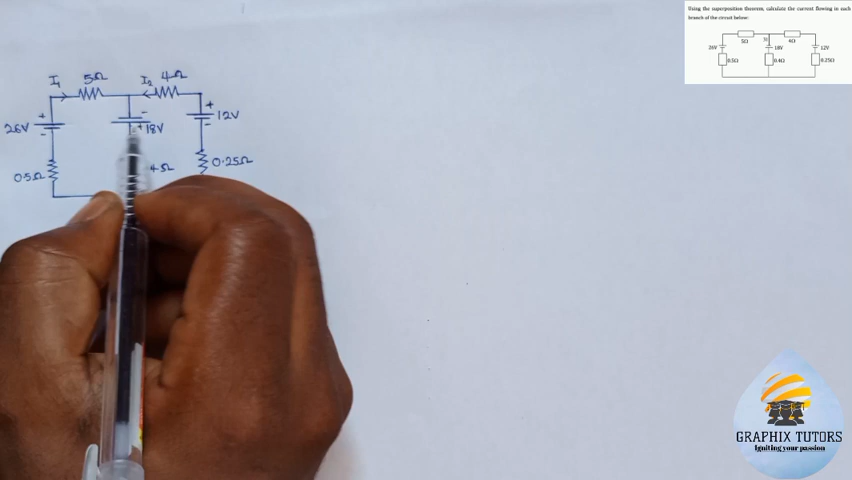 Using the superposition theorem, calculate the current flowing in each
branch of the circuit below:
5Ω 4Ω
26V 18V 12V
0.5Ω 0.4Ω 0.25Ω
I₁ 5Ω I₂ 4Ω
26V + - - + 18V + - 12V
0.5Ω 4Ω 0.25Ω
GRAPHIX TUTORS
Igniting your passion